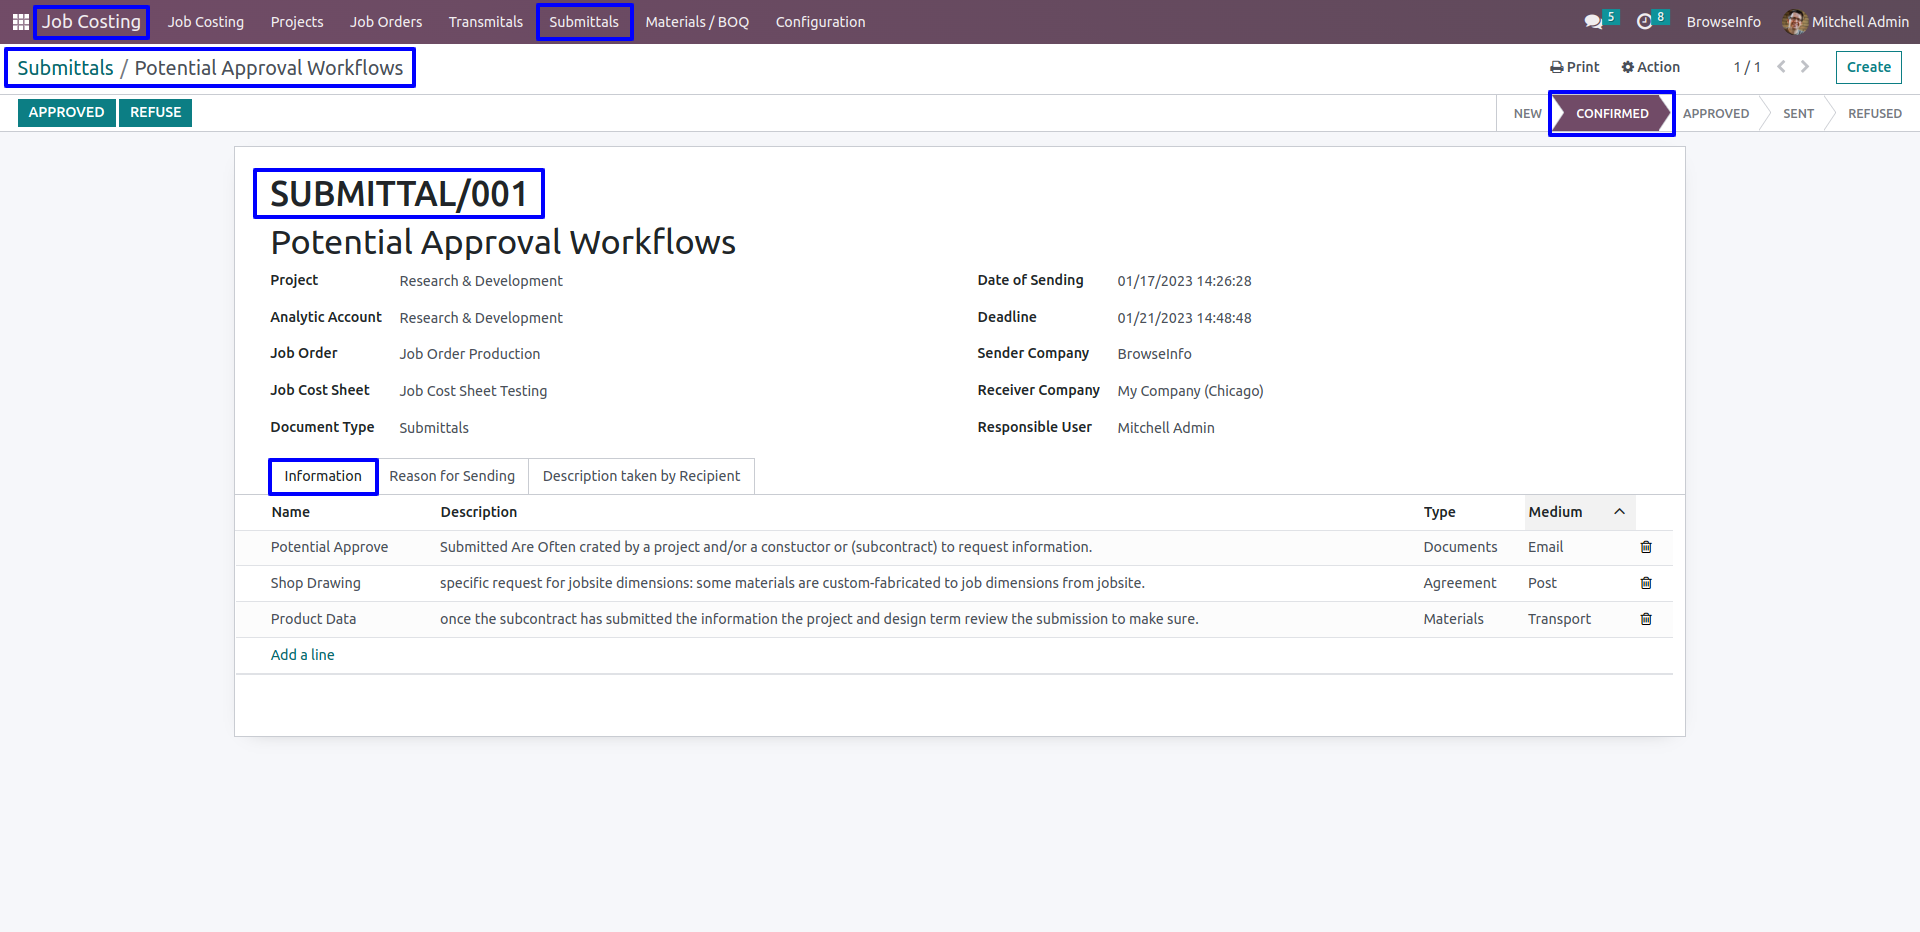 Job Costing Job Costing Projects Job Orders Transmitals Submittals Materials / BOQ Configuration 5 8 BrowseInfo Mitchell Admin
Submittals / Potential Approval Workflows Print Action 1 / 1 Create
APPROVED REFUSE NEW CONFIRMED APPROVED SENT REFUSED
SUBMITTAL/001
Potential Approval Workflows
Project Research & Development Date of Sending 01/17/2023 14:26:28
Analytic Account Research & Development Deadline 01/21/2023 14:48:48
Job Order Job Order Production Sender Company BrowseInfo
Job Cost Sheet Job Cost Sheet Testing Receiver Company My Company (Chicago)
Document Type Submittals Responsible User Mitchell Admin
Information Reason for Sending Description taken by Recipient
Name Description Type Medium
Potential Approve Submitted Are Often crated by a project and/or a constuctor or (subcontract) to request information. Documents Email
Shop Drawing specific request for jobsite dimensions: some materials are custom-fabricated to job dimensions from jobsite. Agreement Post
Product Data once the subcontract has submitted the information the project and design term review the submission to make sure. Materials Transport
Add a line